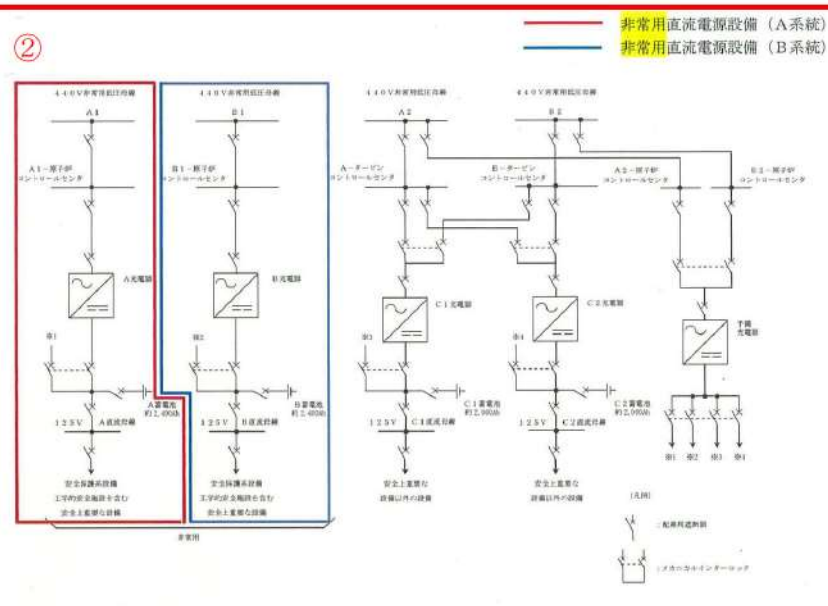 非常用直流電源設備（A系統）
非常用直流電源設備（B系統）
②
440V非常用低圧母線
440V非常用低圧母線
440V非常用低圧母線
440V非常用低圧母線
A1
B1
A2
B2
A1－原子炉
コントロールセンタ
B1－原子炉
コントロールセンタ
A－タービン
コントロールセンタ
B－タービン
コントロールセンタ
A2－原子炉
コントロールセンタ
B2－原子炉
コントロールセンタ
A充電器
B充電器
C1充電器
C2充電器
予備
充電器
※1
※2
※3
※4
A蓄電池
約2,400Ah
B蓄電池
約2,400Ah
C1蓄電池
約2,000Ah
C2蓄電池
約2,000Ah
125V A直流母線
125V B直流母線
125V C1直流母線
125V C2直流母線
※1 ※2 ※3 ※4
安全保護系設備
工学的安全施設を含む
安全上重要な設備
安全保護系設備
工学的安全施設を含む
安全上重要な設備
安全上重要な
設備以外の設備
安全上重要な
設備以外の設備
非常用
（凡例）
：配線用遮断器
：メカニカルインターロック